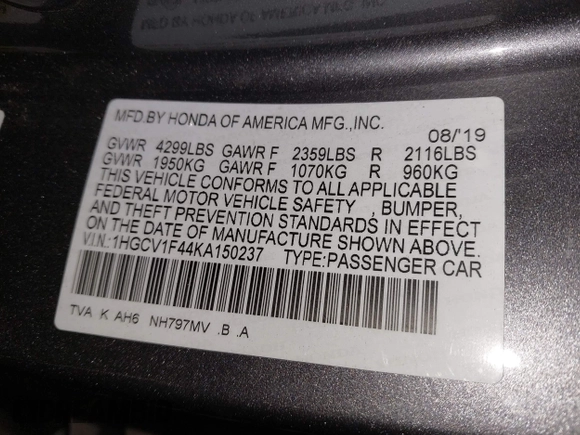 MFD.BY HONDA OF AMERICA MFG.,INC.
08/'19
GVWR 4299LBS GAWR F 2359LBS R 2116LBS
GVWR 1950KG GAWR F 1070KG R 960KG
THIS VEHICLE CONFORMS TO ALL APPLICABLE
FEDERAL MOTOR VEHICLE SAFETY , BUMPER,
AND THEFT PREVENTION STANDARDS IN EFFECT
ON THE DATE OF MANUFACTURE SHOWN ABOVE.
V.I.N.:1HGCV1F44KA150237 TYPE:PASSENGER CAR
TVA K AH6 NH797MV .B .A